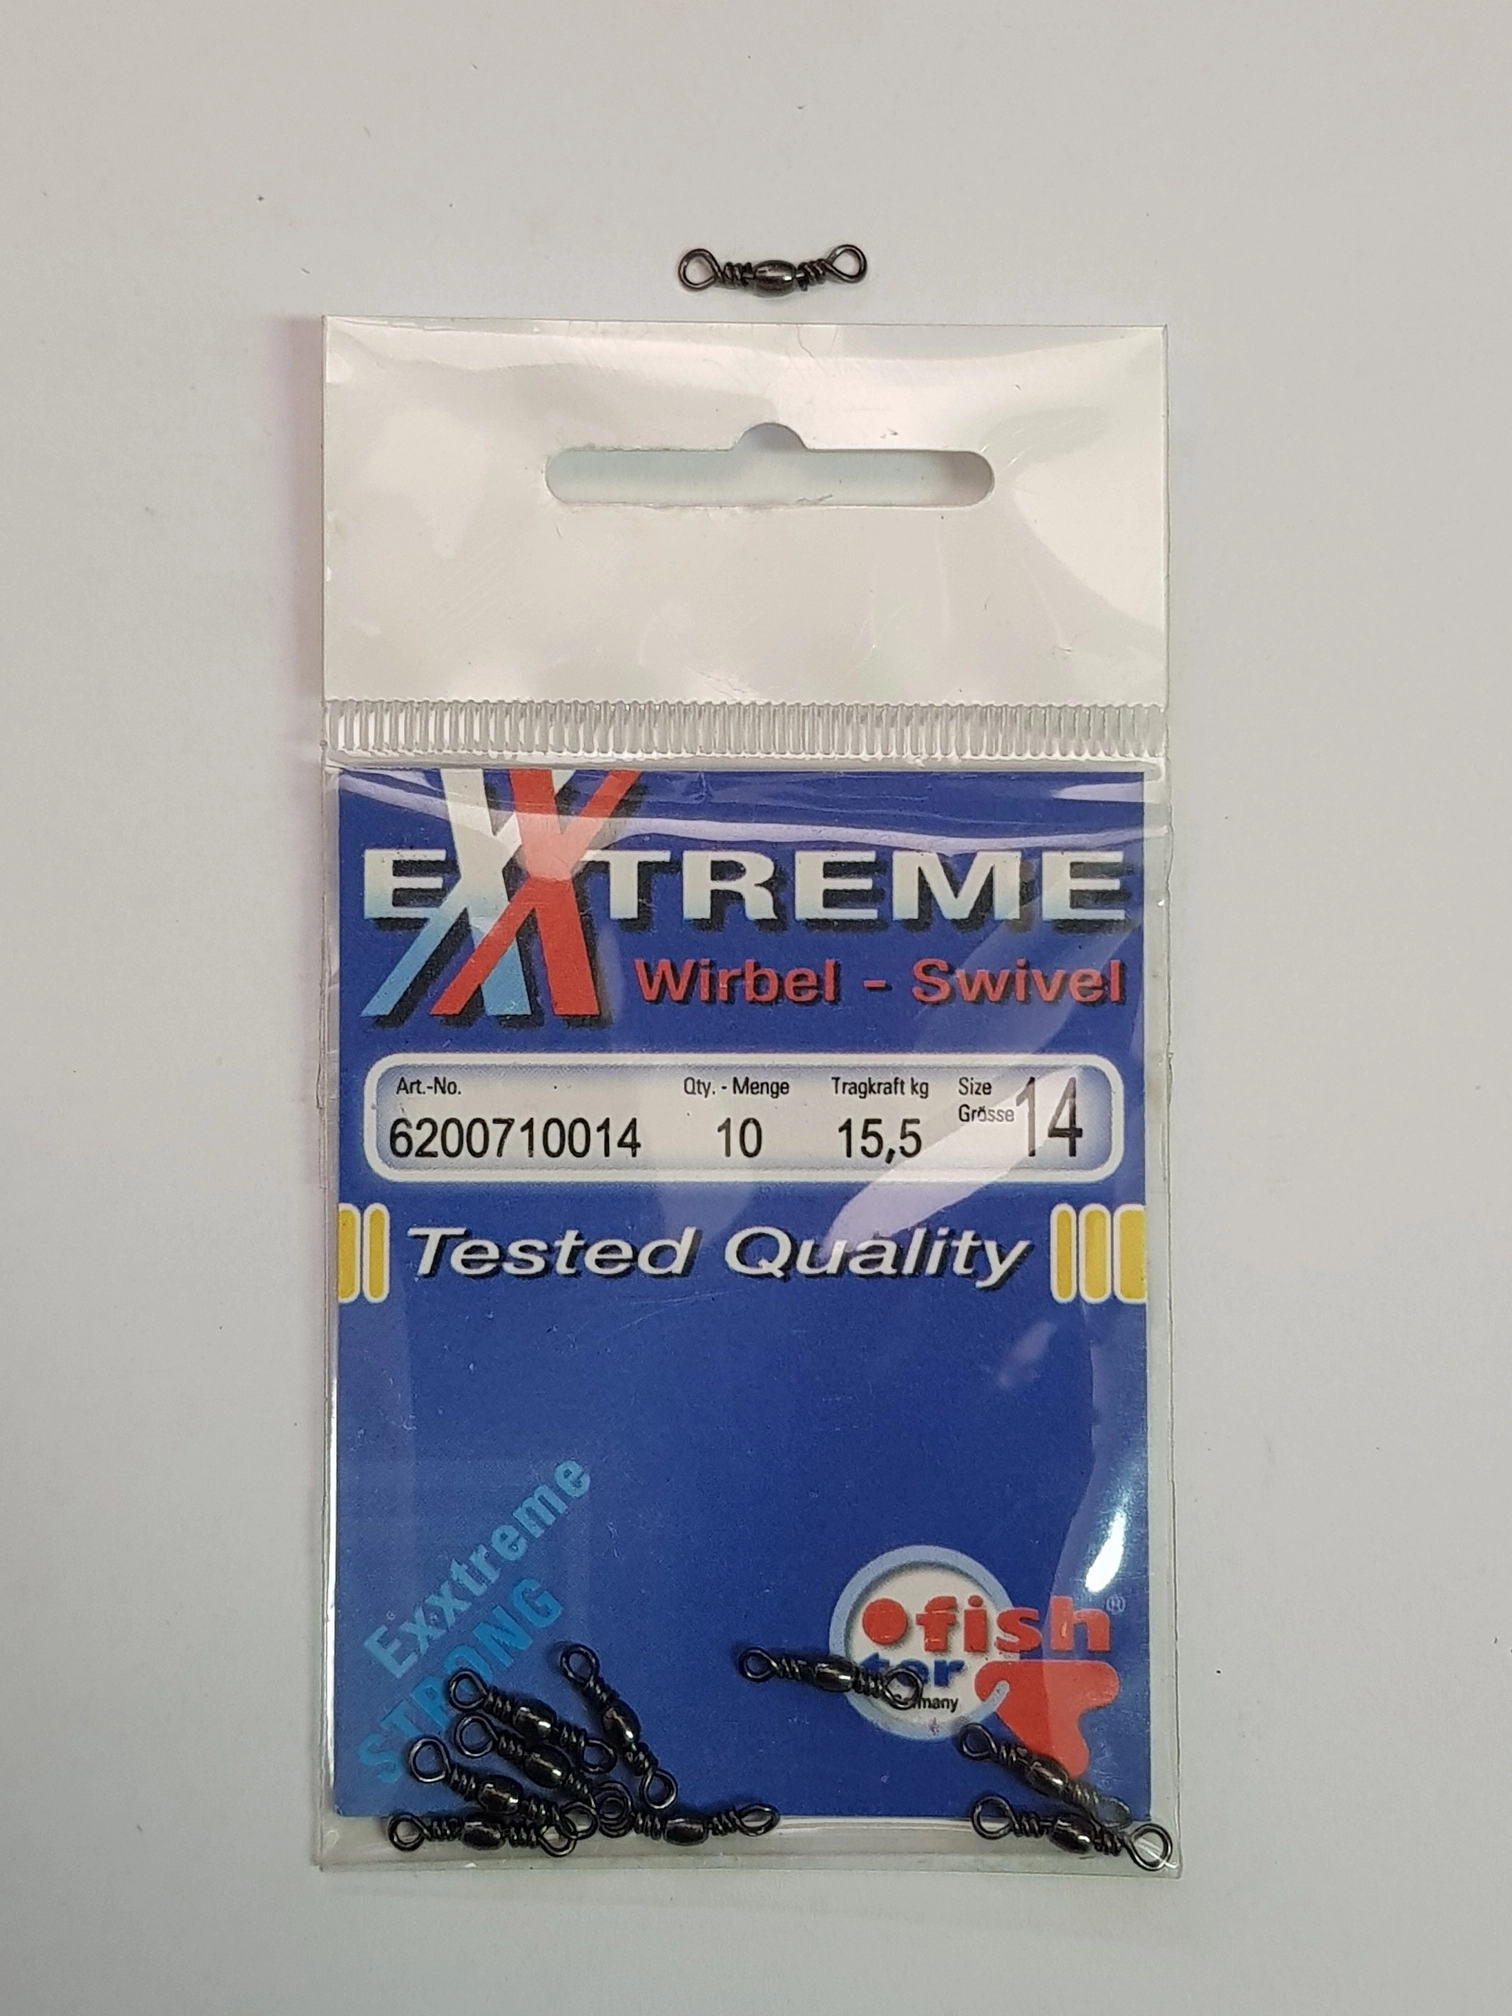 EXXTREME
Wirbel - Swivel
Art.-No. Qty. - Menge Tragkraft kg Size
Grösse
6200710014 10 15,5 14
Tested Quality
Exxtreme
STRONG
fish
®